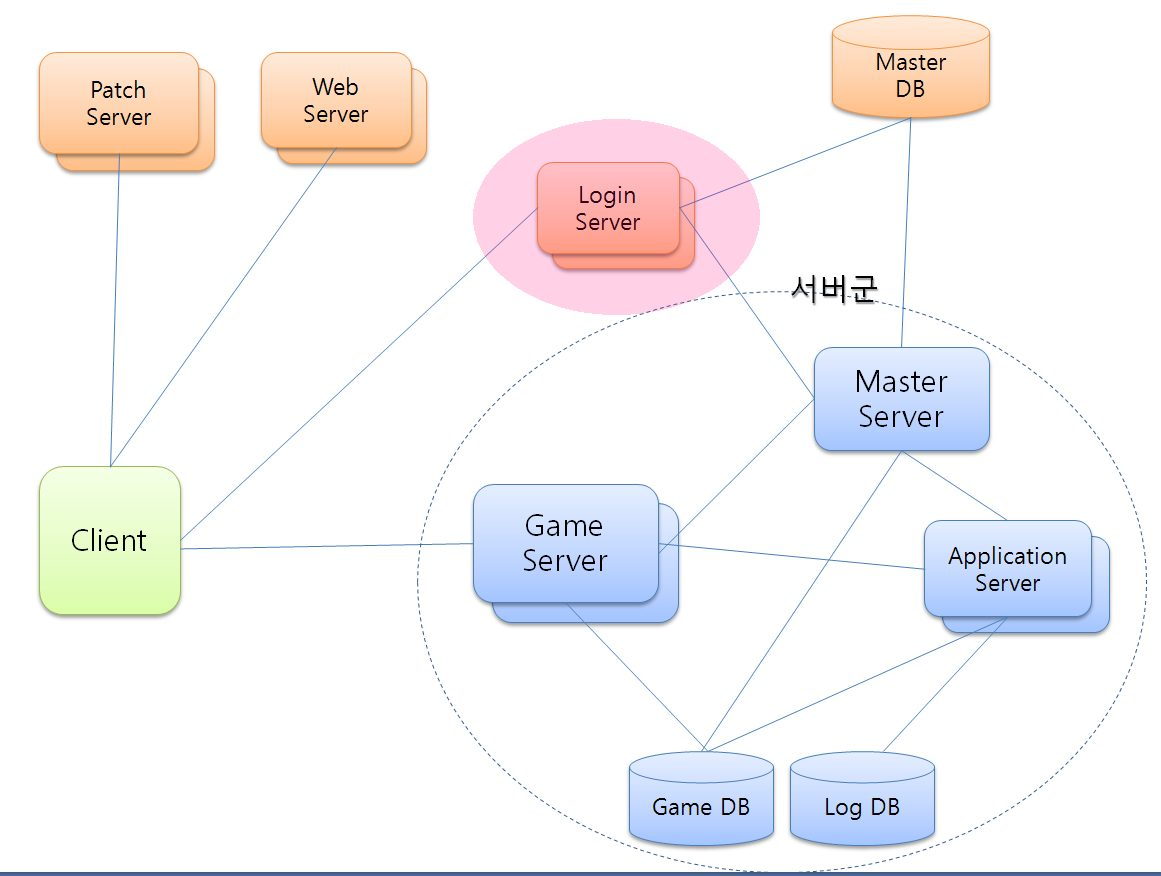 Patch
Server
Web
Server
Master
DB
Login
Server
서버군
Master
Server
Client
Game
Server
Application
Server
Game DB
Log DB